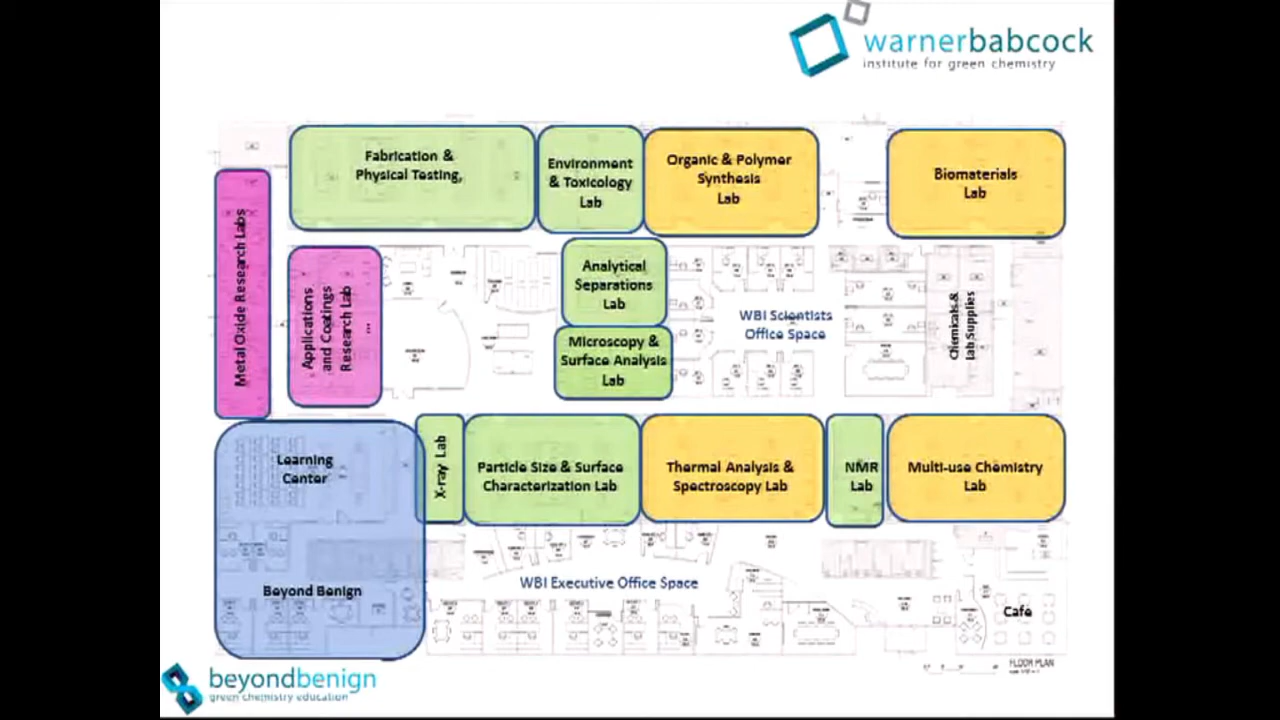 warnerbabcock
institute for green chemistry
Fabrication &
Physical Testing,
Environment
& Toxicology
Lab
Organic & Polymer
Synthesis
Lab
Biomaterials
Lab
Metal Oxide Research Labs
Applications
and Coatings
Research Lab
...
Analytical
Separations
Lab
Microscopy &
Surface Analysis
Lab
WBI Scientists
Office Space
Chemicals &
Lab Supplies
Learning
Center
X-ray Lab
Particle Size & Surface
Characterization Lab
Thermal Analysis &
Spectroscopy Lab
NMR
Lab
Multi-use Chemistry
Lab
Beyond Benign
WBI Executive Office Space
Cafe
FLOOR PLAN
beyondbenign
green chemistry education